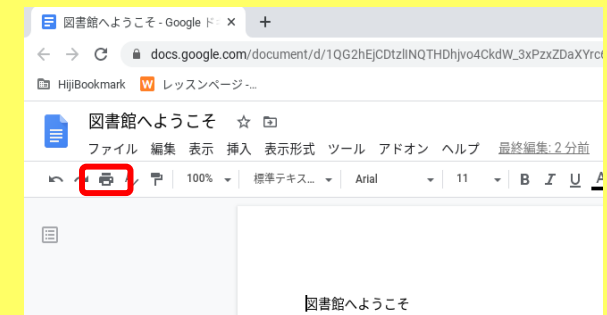 図書館へようこそ - Google ド
docs.google.com/document/d/1QG2hEjCDtzlINQTHDhjvo4CkdW_3xPzxZDaXYrc
HijiBookmark W レッスンページ -...
図書館へようこそ
ファイル 編集 表示 挿入 表示形式 ツール アドオン ヘルプ 最終編集: 2 分前
100% 標準テキス... Arial 11 B I U A
図書館へようこそ